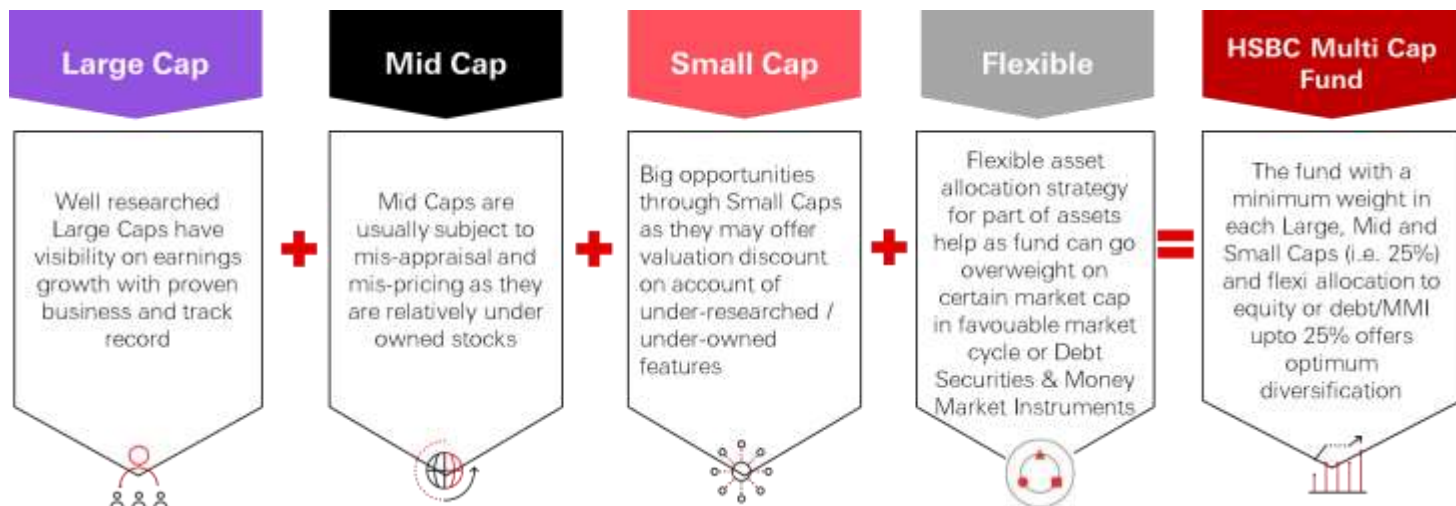 Large Cap
Well researched
Large Caps have
visibility on earnings
growth with proven
business and track
record
Mid Cap
Mid Caps are
usually subject to
mis-appraisal and
mis-pricing as they
are relatively under
owned stocks
Small Cap
Big opportunities
through Small Caps
as they may offer
valuation discount
on account of
under-researched /
under-owned
features
Flexible
Flexible asset
allocation strategy
for part of assets
help as fund can go
overweight on
certain market cap
in favouable market
cycle or Debt
Securities & Money
Market Instruments
HSBC Multi Cap
Fund
The fund with a
minimum weight in
each Large, Mid and
Small Caps (i.e. 25%)
and flexi allocation to
equity or debt/MMI
upto 25% offers
optimum
diversification